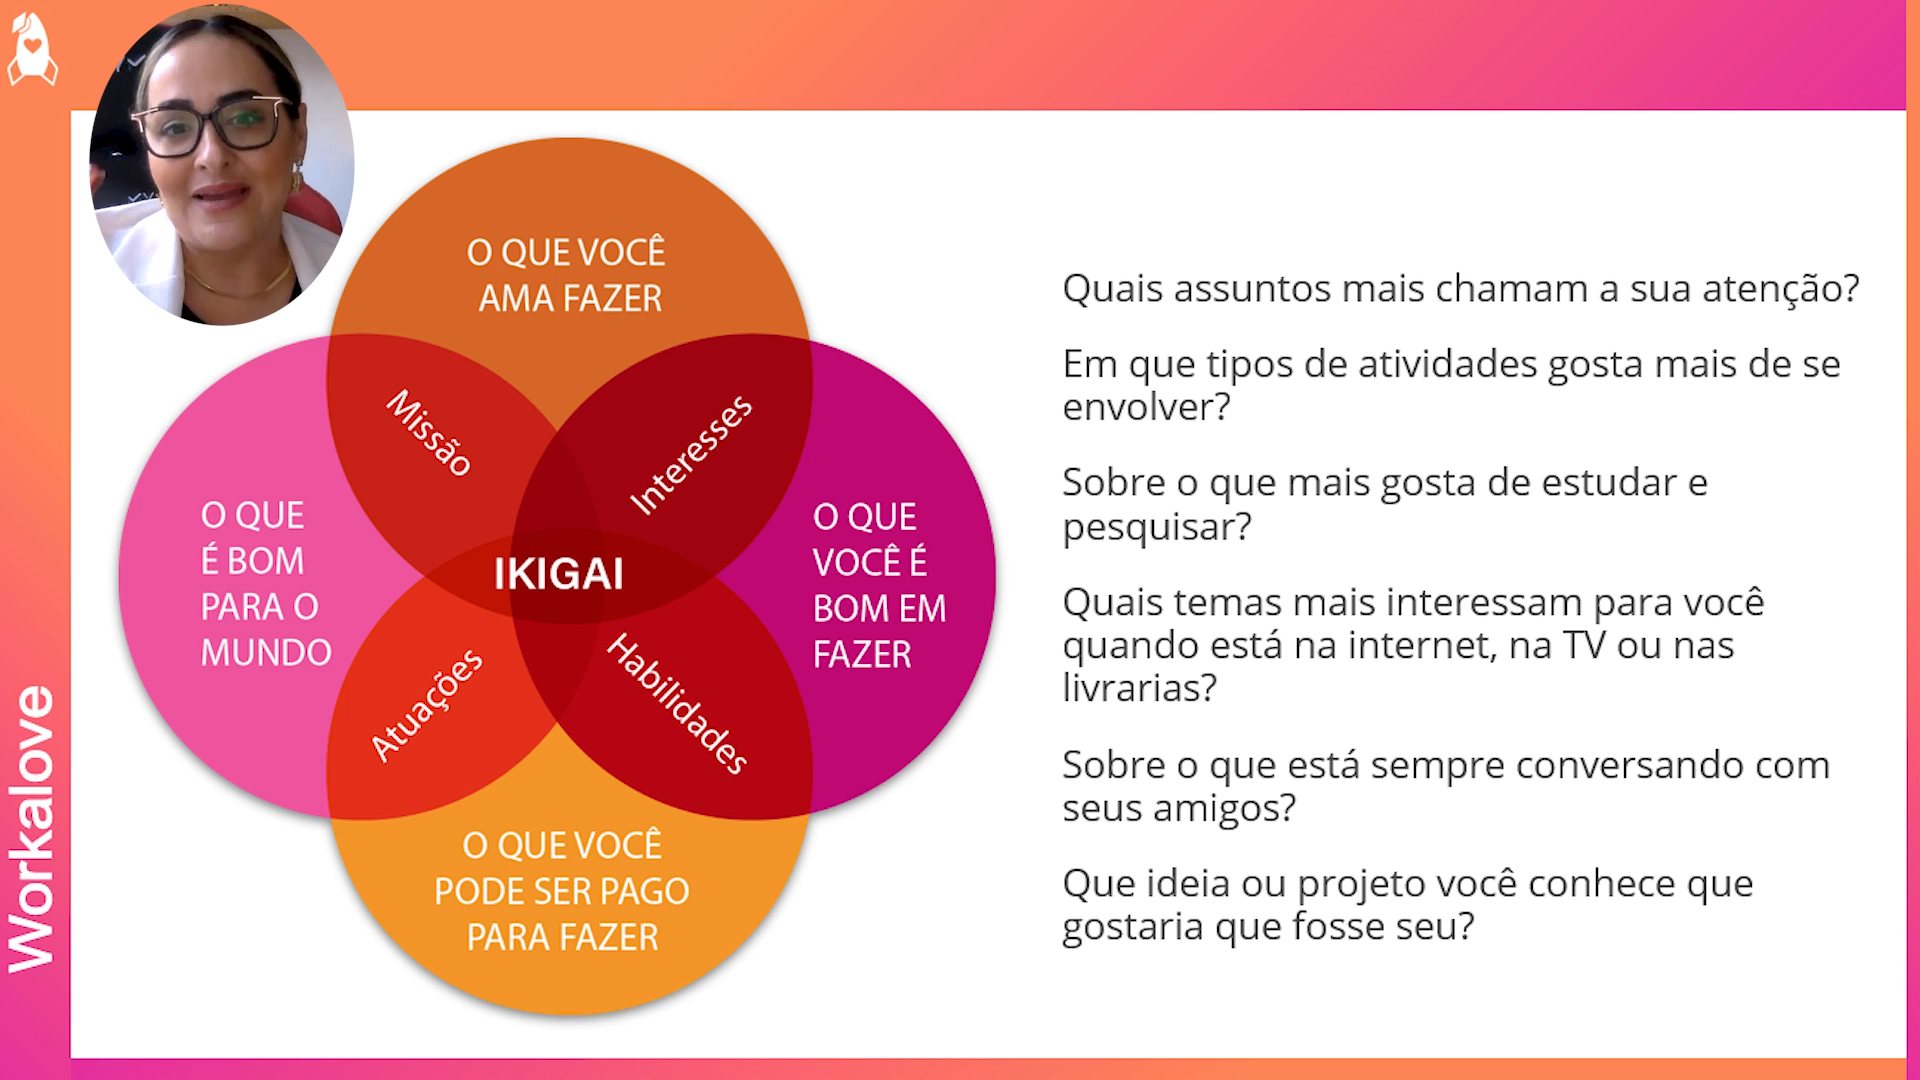 O QUE VOCÊ
AMA FAZER
Missão
Interesses
O QUE
É BOM
PARA O
MUNDO
IKIGAI
O QUE
VOCÊ É
BOM EM
FAZER
Atuações
Habilidades
O QUE VOCÊ
PODE SER PAGO
PARA FAZER
Quais assuntos mais chamam a sua atenção?
Em que tipos de atividades gosta mais de se
envolver?
Sobre o que mais gosta de estudar e
pesquisar?
Quais temas mais interessam para você
quando está na internet, na TV ou nas
livrarias?
Sobre o que está sempre conversando com
seus amigos?
Que ideia ou projeto você conhece que
gostaria que fosse seu?
Workalove